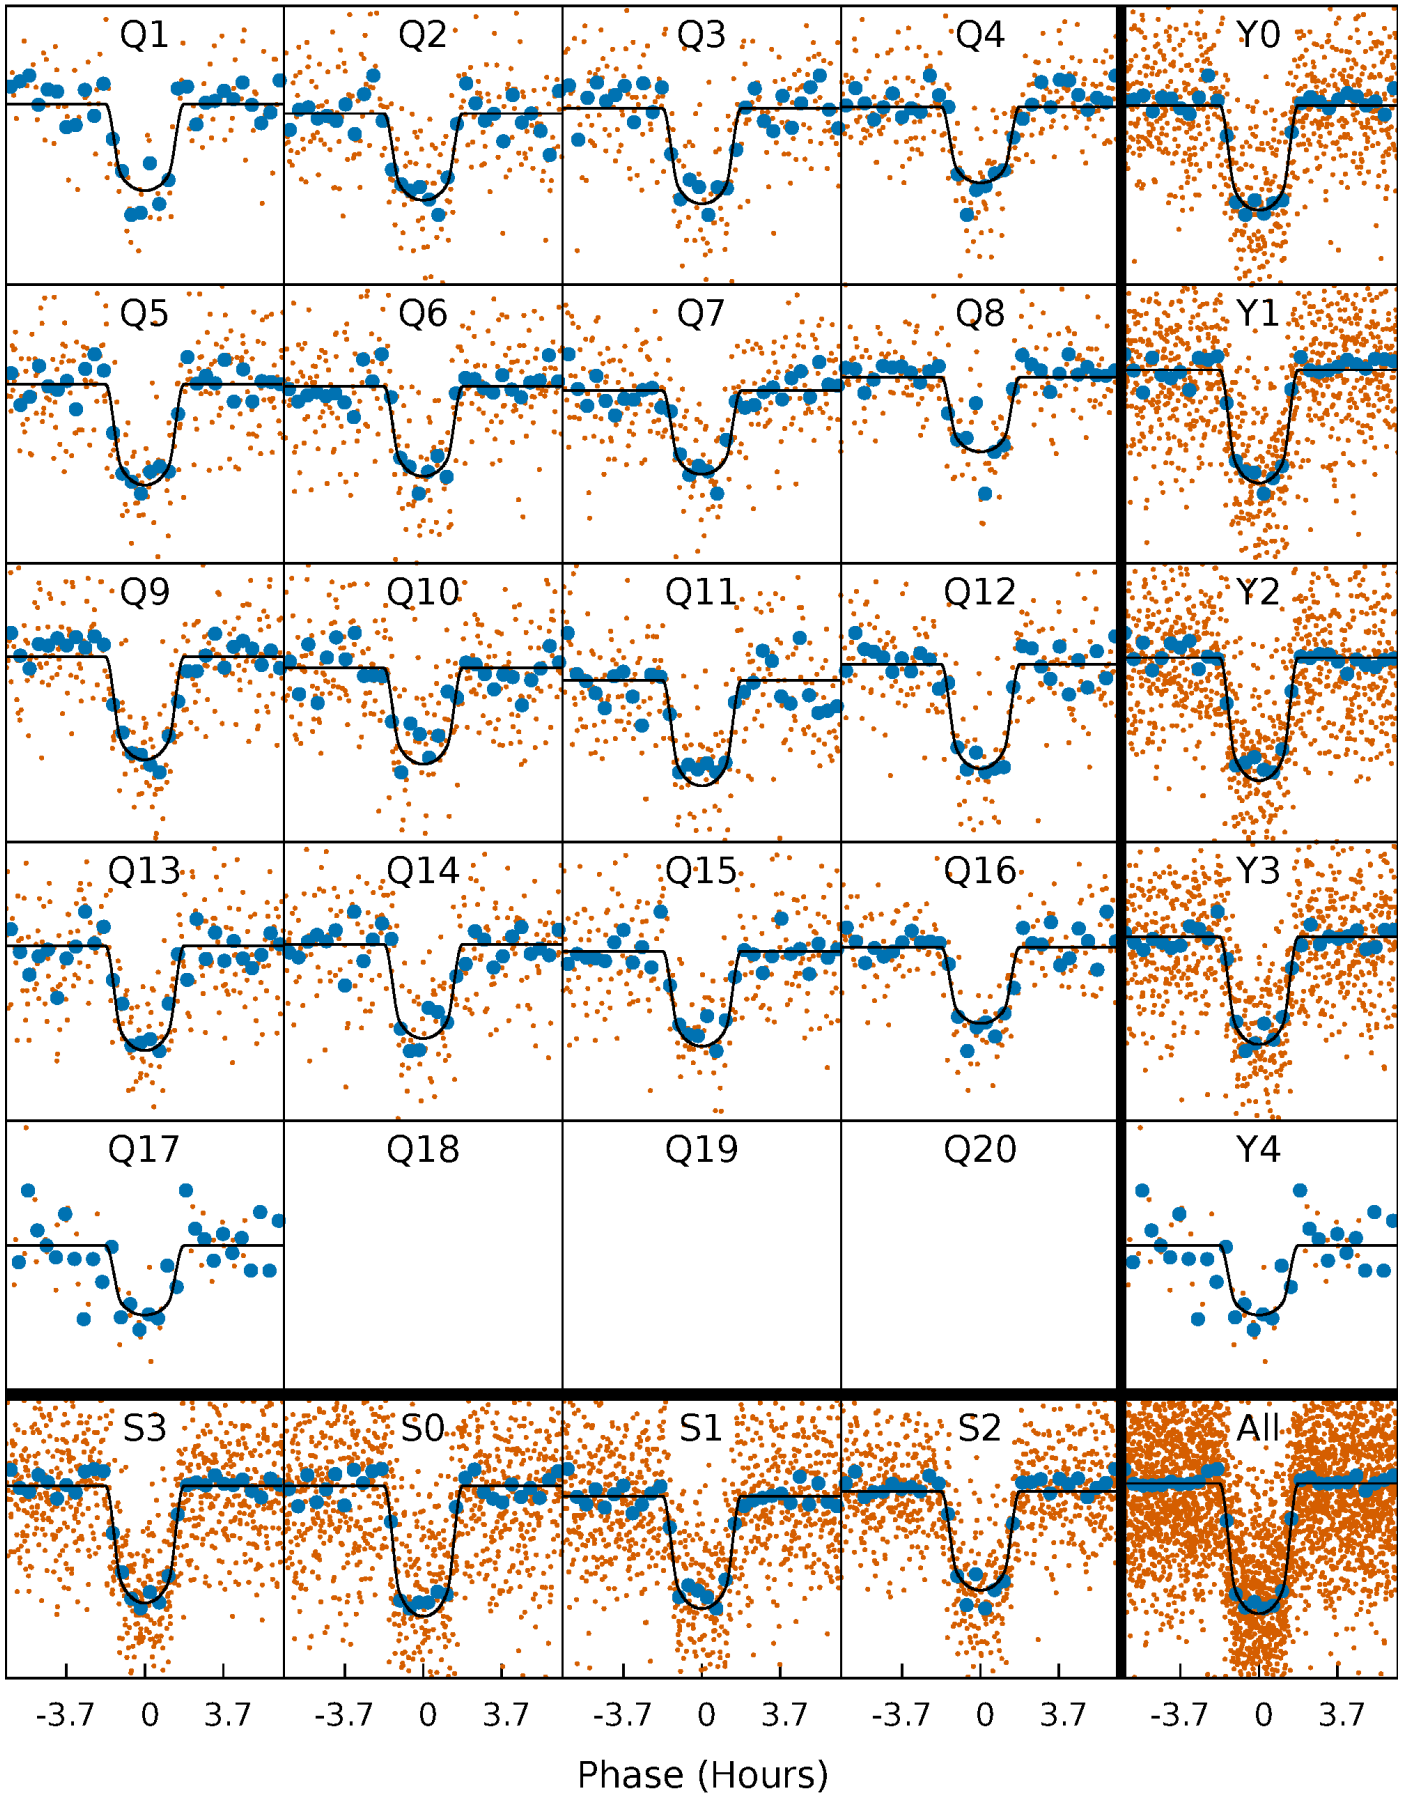 Q1 Q2 Q3 Q4 Y0
Q5 Q6 Q7 Q8 Y1
Q9 Q10 Q11 Q12 Y2
Q13 Q14 Q15 Q16 Y3
Q17 Q18 Q19 Q20 Y4
S3 S0 S1 S2 All
-3.7 0 3.7 -3.7 0 3.7 -3.7 0 3.7 -3.7 0 3.7 -3.7 0 3.7
Phase (Hours)